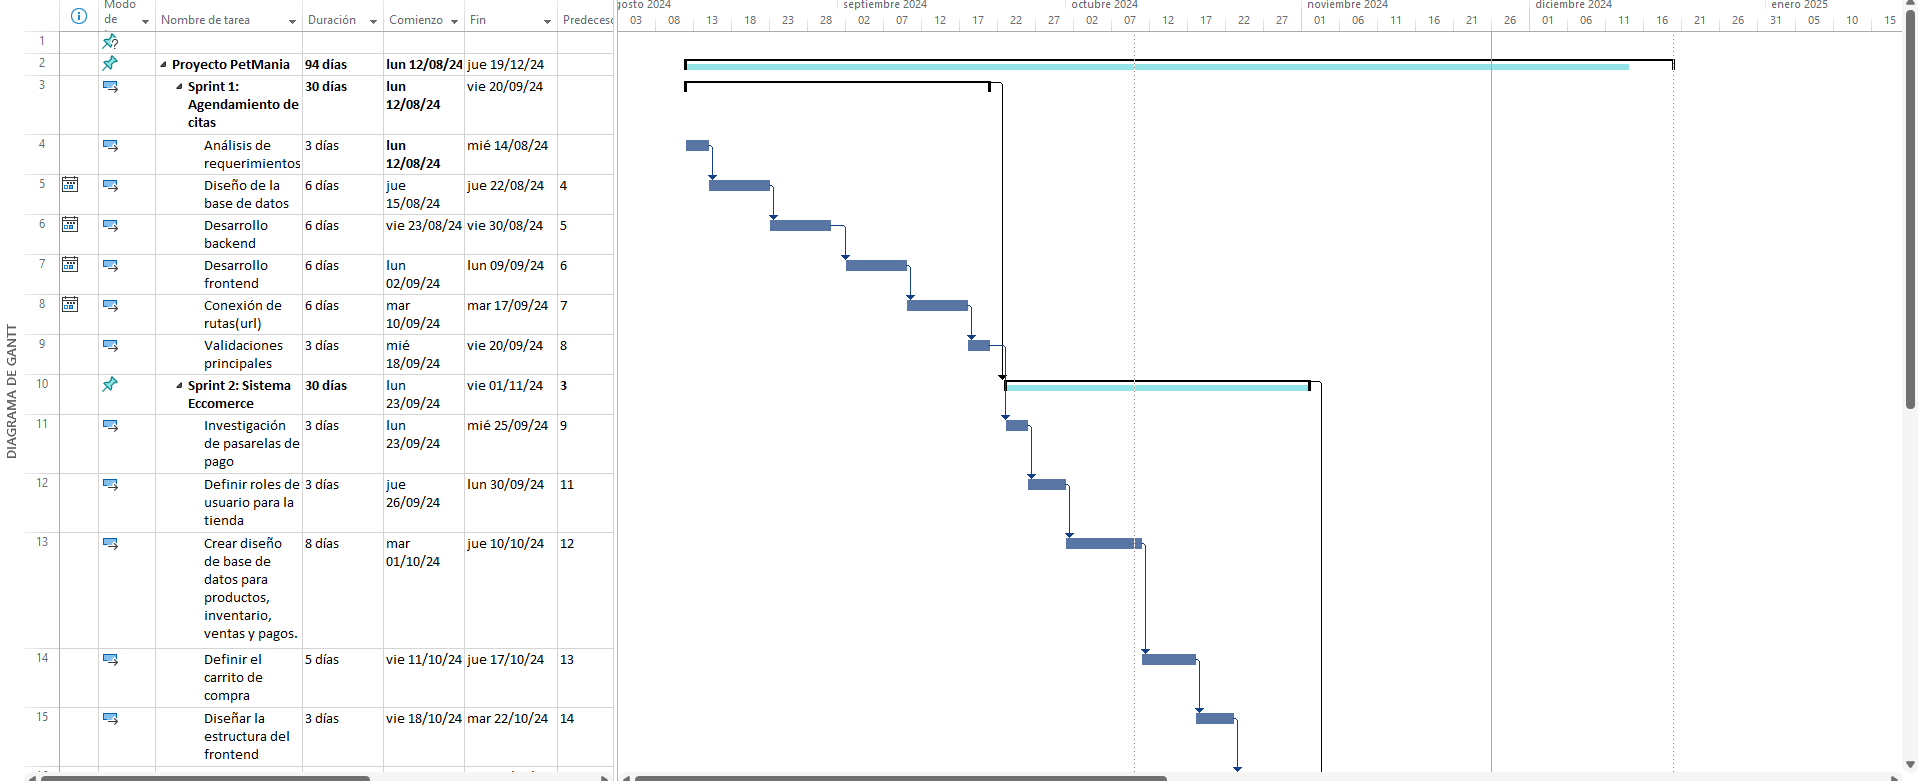 Modo
de
Nombre de tarea
Duración
Comienzo
Fin
Predeceso
gosto 2024
septiembre 2024
octubre 2024
noviembre 2024
diciembre 2024
enero 2025
03 08 13 18 23 28 02 07 12 17 22 27 02 07 12 17 22 27 01 06 11 16 21 26 01 06 11 16 21 26 31 05 10 15
DIAGRAMA DE GANTT
1
2 Proyecto PetMania 94 días lun 12/08/24 jue 19/12/24
3 Sprint 1: 30 días lun vie 20/09/24
Agendamiento de 12/08/24
citas
4 Análisis de 3 días lun mié 14/08/24
requerimientos 12/08/24
5 Diseño de la 6 días jue jue 22/08/24 4
base de datos 15/08/24
6 Desarrollo 6 días vie 23/08/24 vie 30/08/24 5
backend
7 Desarrollo 6 días lun lun 09/09/24 6
frontend 02/09/24
8 Conexión de 6 días mar mar 17/09/24 7
rutas(url) 10/09/24
9 Validaciones 3 días mié vie 20/09/24 8
principales 18/09/24
10 Sprint 2: Sistema 30 días lun vie 01/11/24 3
Eccomerce 23/09/24
11 Investigación 3 días lun mié 25/09/24 9
de pasarelas de 23/09/24
pago
12 Definir roles de 3 días jue lun 30/09/24 11
usuario para la 26/09/24
tienda
13 Crear diseño 8 días mar jue 10/10/24 12
de base de 01/10/24
datos para
productos,
inventario,
ventas y pagos.
14 Definir el 5 días vie 11/10/24 jue 17/10/24 13
carrito de
compra
15 Diseñar la 3 días vie 18/10/24 mar 22/10/24 14
estructura del
frontend